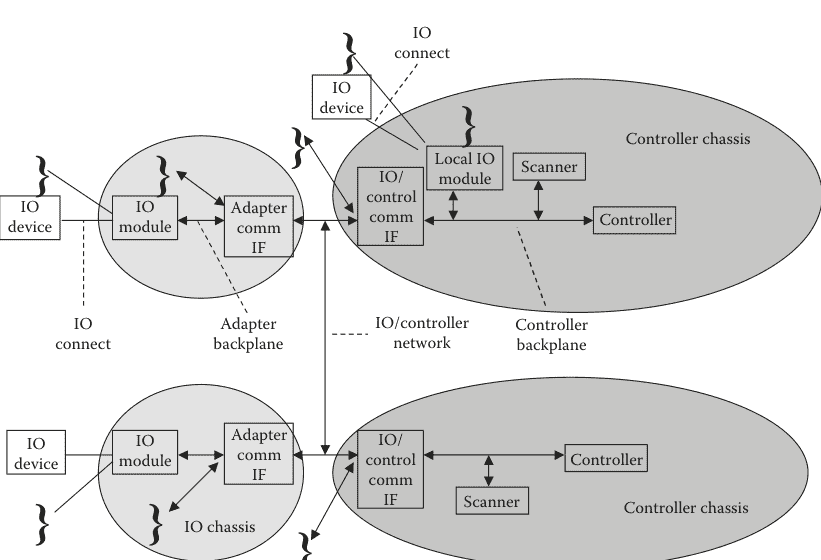 IO
connect
IO
device
Controller chassis
Local IO
module
Scanner
IO/
control
comm
IF
IO
device
IO
module
Adapter
comm
IF
Controller
IO
connect
Adapter
backplane
IO/controller
network
Controller
backplane
IO
device
IO
module
Adapter
comm
IF
IO/
control
comm
IF
Controller
Scanner
Controller chassis
IO chassis